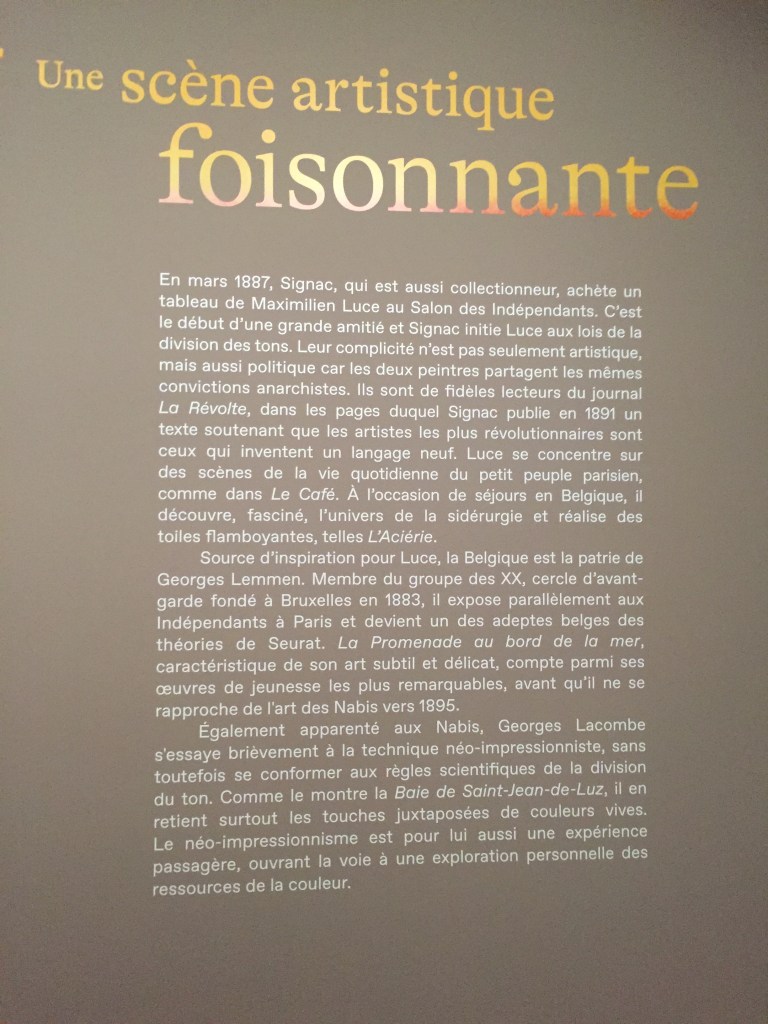 Une scène artistique
foisonnante
En mars 1887, Signac, qui est aussi collectionneur, achète un
tableau de Maximilien Luce au Salon des Indépendants. C’est
le début d’une grande amitié et Signac initie Luce aux lois de la
division des tons. Leur complicité n’est pas seulement artistique,
mais aussi politique car les deux peintres partagent les mêmes
convictions anarchistes. Ils sont de fidèles lecteurs du journal
La Révolte, dans les pages duquel Signac publie en 1891 un
texte soutenant que les artistes les plus révolutionnaires sont
ceux qui inventent un langage neuf. Luce se concentre sur
des scènes de la vie quotidienne du petit peuple parisien,
comme dans Le Café. À l’occasion de séjours en Belgique, il
découvre, fasciné, l’univers de la sidérurgie et réalise des
toiles flamboyantes, telles L’Aciérie.
Source d’inspiration pour Luce, la Belgique est la patrie de
Georges Lemmen. Membre du groupe des XX, cercle d’avant-
garde fondé à Bruxelles en 1883, il expose parallèlement aux
Indépendants à Paris et devient un des adeptes belges des
théories de Seurat. La Promenade au bord de la mer,
caractéristique de son art subtil et délicat, compte parmi ses
œuvres de jeunesse les plus remarquables, avant qu’il ne se
rapproche de l'art des Nabis vers 1895.
Également apparenté aux Nabis, Georges Lacombe
s'essaye brièvement à la technique néo-impressionniste, sans
toutefois se conformer aux règles scientifiques de la division
du ton. Comme le montre la Baie de Saint-Jean-de-Luz, il en
retient surtout les touches juxtaposées de couleurs vives.
Le néo-impressionnisme est pour lui aussi une expérience
passagère, ouvrant la voie à une exploration personnelle des
ressources de la couleur.